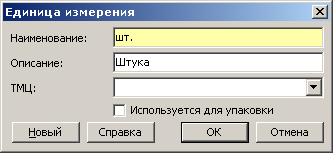 Единица измерения
Наименование: шт.
Описание: Штука
ТМЦ:
Используется для упаковки
Новый Справка OK Отмена